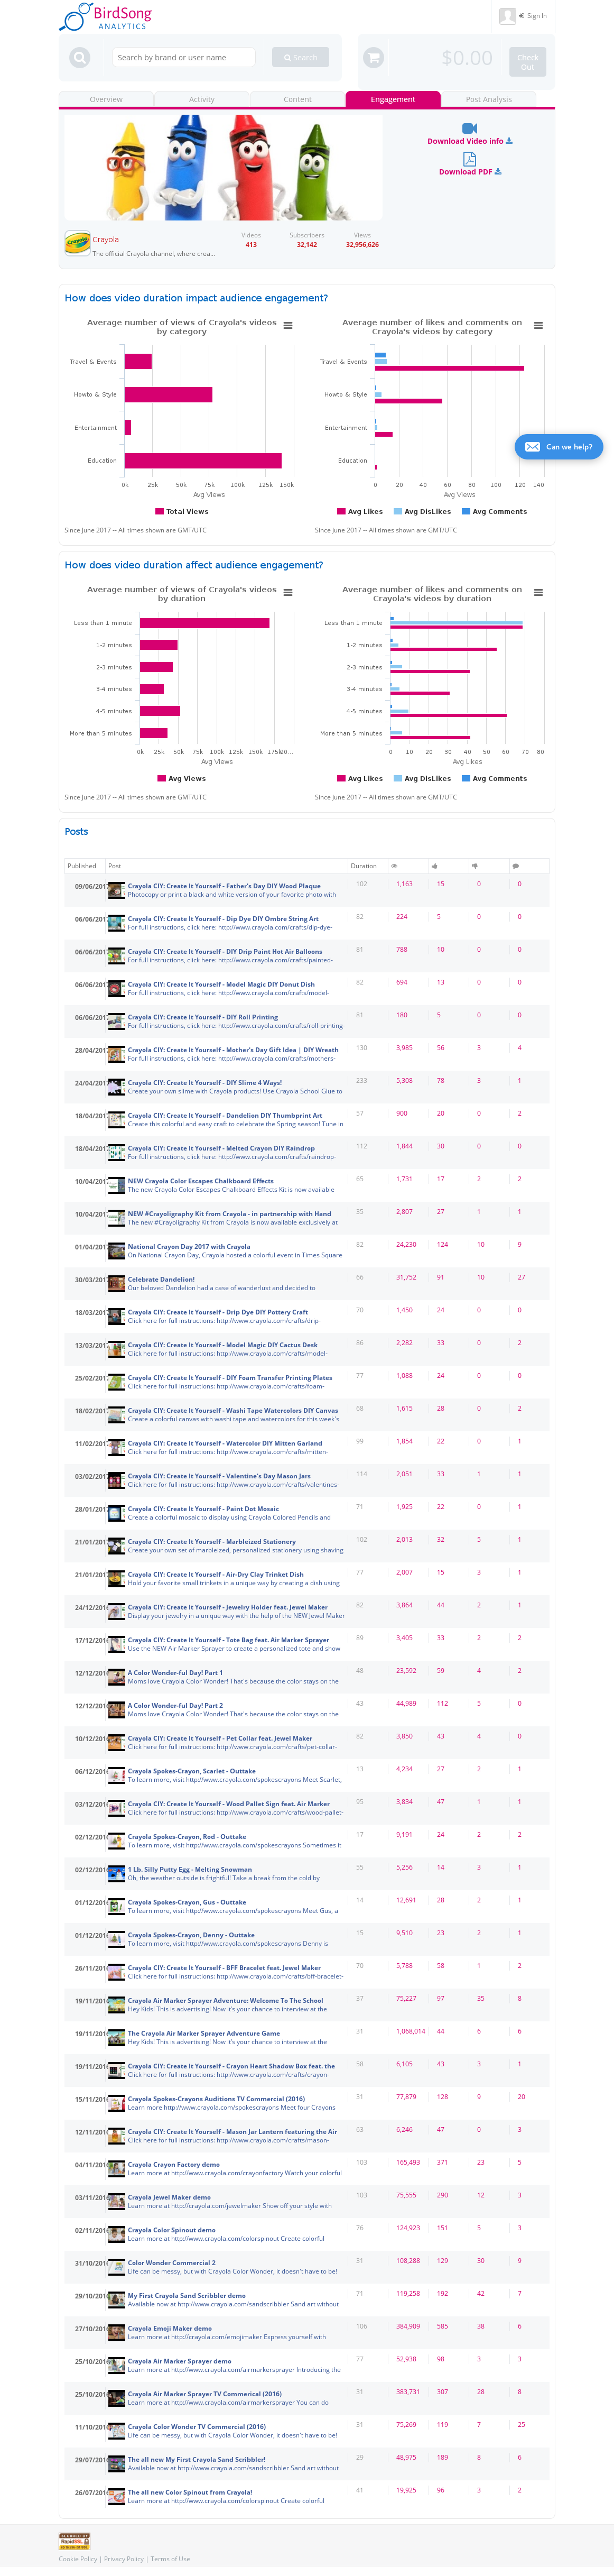 BirdSong
ANALYTICS
Sign In
Search by brand or user name
Search
$0.00
Check Out
Overview
Activity
Content
Engagement
Post Analysis
Download Video info
Download PDF
Crayola
The official Crayola channel, where crea...
Videos
413
Subscribers
32,142
Views
32,956,626
How does video duration impact audience engagement?
Average number of views of Crayola's videos
by category
Travel & Events
Howto & Style
Entertainment
Education
0k 25k 50k 75k 100k 125k 150k
Avg Views
Total Views
Since June 2017 -- All times shown are GMT/UTC
Average number of likes and comments on
Crayola's videos by category
Travel & Events
Howto & Style
Entertainment
Education
0 20 40 60 80 100 120 140
Avg Views
Avg Likes Avg DisLikes Avg Comments
Since June 2017 -- All times shown are GMT/UTC
Can we help?
How does video duration affect audience engagement?
Average number of views of Crayola's videos
by duration
Less than 1 minute
1-2 minutes
2-3 minutes
3-4 minutes
4-5 minutes
More than 5 minutes
0k 25k 50k 75k 100k 125k 150k 175k
Avg Views
Avg Views
Since June 2017 -- All times shown are GMT/UTC
Average number of likes and comments on
Crayola's videos by duration
Less than 1 minute
1-2 minutes
2-3 minutes
3-4 minutes
4-5 minutes
More than 5 minutes
0 10 20 30 40 50 60 70 80
Avg Likes
Avg Likes Avg DisLikes Avg Comments
Since June 2017 -- All times shown are GMT/UTC
Posts
Published Post Duration
09/06/2017 Crayola CIY: Create It Yourself - Father's Day DIY Wood Plaque 102 1,163 15 0 0
Photocopy or print a black and white version of your favorite photo with
06/06/2017 Crayola CIY: Create It Yourself - Dip Dye DIY Ombre String Art 82 224 5 0 0
For full instructions, click here: http://www.crayola.com/crafts/dip-dye-
06/06/2017 Crayola CIY: Create It Yourself - DIY Drip Paint Hot Air Balloons 81 788 10 0 0
For full instructions, click here: http://www.crayola.com/crafts/painted-
06/06/2017 Crayola CIY: Create It Yourself - Model Magic DIY Donut Dish 82 694 13 0 0
For full instructions, click here: http://www.crayola.com/crafts/model-
06/06/2017 Crayola CIY: Create It Yourself - DIY Roll Printing 81 180 5 0 0
For full instructions, click here: http://www.crayola.com/crafts/roll-printing-
28/04/2017 Crayola CIY: Create It Yourself - Mother's Day Gift Idea | DIY Wreath 130 3,985 56 3 4
For full instructions, click here: http://www.crayola.com/crafts/mothers-
24/04/2017 Crayola CIY: Create It Yourself - DIY Slime 4 Ways! 233 5,308 78 3 1
Create your own slime with Crayola products! Use Crayola School Glue to
18/04/2017 Crayola CIY: Create It Yourself - Dandelion DIY Thumbprint Art 57 900 20 0 2
Create this colorful and easy craft to celebrate the Spring season! Tune in
18/04/2017 Crayola CIY: Create It Yourself - Melted Crayon DIY Raindrop 112 1,844 30 0 0
For full instructions, click here: http://www.crayola.com/crafts/raindrop-
10/04/2017 NEW Crayola Color Escapes Chalkboard Effects 65 1,731 17 2 2
The new Crayola Color Escapes Chalkboard Effects Kit is now available
10/04/2017 NEW #Crayoligraphy Kit from Crayola - in partnership with Hand 35 2,807 27 1 1
The new #Crayoligraphy Kit from Crayola is now available exclusively at
01/04/2017 National Crayon Day 2017 with Crayola 82 24,230 124 10 9
On National Crayon Day, Crayola hosted a colorful event in Times Square
30/03/2017 Celebrate Dandelion! 66 31,752 91 10 27
Our beloved Dandelion had a case of wanderlust and decided to
18/03/2017 Crayola CIY: Create It Yourself - Drip Dye DIY Pottery Craft 70 1,450 24 0 0
Click here for full instructions: http://www.crayola.com/crafts/drip-
13/03/2017 Crayola CIY: Create It Yourself - Model Magic DIY Cactus Desk 86 2,282 33 0 2
Click here for full instructions: http://www.crayola.com/crafts/model-
25/02/2017 Crayola CIY: Create It Yourself - DIY Foam Transfer Printing Plates 77 1,088 24 0 0
Click here for full instructions: http://www.crayola.com/crafts/foam-
18/02/2017 Crayola CIY: Create It Yourself - Washi Tape Watercolors DIY Canvas 68 1,615 28 0 2
Create a colorful canvas with washi tape and watercolors for this week's
11/02/2017 Crayola CIY: Create It Yourself - Watercolor DIY Mitten Garland 99 1,854 22 0 1
Click here for full instructions: http://www.crayola.com/crafts/mitten-
03/02/2017 Crayola CIY: Create It Yourself - Valentine's Day Mason Jars 114 2,051 33 1 1
Click here for full instructions: http://www.crayola.com/crafts/valentines-
28/01/2017 Crayola CIY: Create It Yourself - Paint Dot Mosaic 71 1,925 22 0 1
Create a colorful mosaic to display using Crayola Colored Pencils and
21/01/2017 Crayola CIY: Create It Yourself - Marbleized Stationery 102 2,013 32 5 1
Create your own set of marbleized, personalized stationery using shaving
21/01/2017 Crayola CIY: Create It Yourself - Air-Dry Clay Trinket Dish 77 2,007 15 3 1
Hold your favorite small trinkets in a unique way by creating a dish using
24/12/2016 Crayola CIY: Create It Yourself - Jewelry Holder feat. Jewel Maker 82 3,864 44 2 1
Display your jewelry in a unique way with the help of the NEW Jewel Maker
17/12/2016 Crayola CIY: Create It Yourself - Tote Bag feat. Air Marker Sprayer 89 3,405 33 2 2
Use the NEW Air Marker Sprayer to create a personalized tote and show
12/12/2016 A Color Wonder-ful Day! Part 1 48 23,592 59 4 2
Moms love Crayola Color Wonder! That's because the color stays on the
12/12/2016 A Color Wonder-ful Day! Part 2 43 44,989 112 5 0
Moms love Crayola Color Wonder! That's because the color stays on the
10/12/2016 Crayola CIY: Create It Yourself - Pet Collar feat. Jewel Maker 82 3,850 43 4 0
Click here for full instructions: http://www.crayola.com/crafts/pet-collar-
06/12/2016 Crayola Spokes-Crayon, Scarlet - Outtake 13 4,234 27 2 1
To learn more, visit http://www.crayola.com/spokescrayons Meet Scarlet,
03/12/2016 Crayola CIY: Create It Yourself - Wood Pallet Sign feat. Air Marker 95 3,834 47 1 1
Click here for full instructions: http://www.crayola.com/crafts/wood-pallet-
02/12/2016 Crayola Spokes-Crayon, Rod - Outtake 17 9,191 24 2 2
To learn more, visit http://www.crayola.com/spokescrayons Sometimes it
02/12/2016 1 Lb. Silly Putty Egg - Melting Snowman 55 5,256 14 3 1
Oh, the weather outside is frightful! Take a break from the cold by
01/12/2016 Crayola Spokes-Crayon, Gus - Outtake 14 12,691 28 2 1
To learn more, visit http://www.crayola.com/spokescrayons Meet Gus, a
01/12/2016 Crayola Spokes-Crayon, Denny - Outtake 15 9,510 23 2 1
To learn more, visit http://www.crayola.com/spokescrayons Denny is
26/11/2016 Crayola CIY: Create It Yourself - BFF Bracelet feat. Jewel Maker 70 5,788 58 1 2
Click here for full instructions: http://www.crayola.com/crafts/bff-bracelet-
19/11/2016 Crayola Air Marker Sprayer Adventure: Welcome To The School 37 75,227 97 35 8
Hey Kids! This is advertising! Now it's your chance to interview at the
19/11/2016 The Crayola Air Marker Sprayer Adventure Game 31 1,068,014 44 6 6
Hey Kids! This is advertising! Now it's your chance to interview at the
19/11/2016 Crayola CIY: Create It Yourself - Crayon Heart Shadow Box feat. the 58 6,105 43 3 1
Click here for full instructions: http://www.crayola.com/crafts/crayon-
15/11/2016 Crayola Spokes-Crayons Auditions TV Commercial (2016) 31 77,879 128 9 20
Learn more http://www.crayola.com/spokescrayons Meet four Crayons
12/11/2016 Crayola CIY: Create It Yourself - Mason Jar Lantern featuring the Air 63 6,246 47 0 3
Click here for full instructions: http://www.crayola.com/crafts/mason-
04/11/2016 Crayola Crayon Factory demo 103 165,493 371 23 5
Learn more at http://www.crayola.com/crayonfactory Watch your colorful
03/11/2016 Crayola Jewel Maker demo 103 75,555 290 12 3
Learn more at http://crayola.com/jewelmaker Show off your style with
02/11/2016 Crayola Color Spinout demo 76 124,923 151 5 3
Learn more at http://www.crayola.com/colorspinout Create colorful
31/10/2016 Color Wonder Commercial 2 31 108,288 129 30 9
Life can be messy, but with Crayola Color Wonder, it doesn't have to be!
29/10/2016 My First Crayola Sand Scribbler demo 71 119,258 192 42 7
Available now at http://www.crayola.com/sandscribbler Sand art without
27/10/2016 Crayola Emoji Maker demo 106 384,909 585 38 6
Learn more at http://crayola.com/emojimaker Express yourself with
25/10/2016 Crayola Air Marker Sprayer demo 77 52,938 98 3 3
Learn more at http://www.crayola.com/airmarkersprayer Introducing the
25/10/2016 Crayola Air Marker Sprayer TV Commerical (2016) 31 383,731 307 28 8
Learn more at http://www.crayola.com/airmarkersprayer You can do
11/10/2016 Crayola Color Wonder TV Commercial (2016) 31 75,269 119 7 25
Life can be messy, but with Crayola Color Wonder, it doesn't have to be!
29/07/2016 The all new My First Crayola Sand Scribbler! 29 48,975 189 8 6
Available now at http://www.crayola.com/sandscribbler Sand art without
26/07/2016 The all new Color Spinout from Crayola! 41 19,925 96 3 2
Learn more at http://www.crayola.com/colorspinout Create colorful
SECURED BY
RapidSSL
Cookie Policy | Privacy Policy | Terms of Use